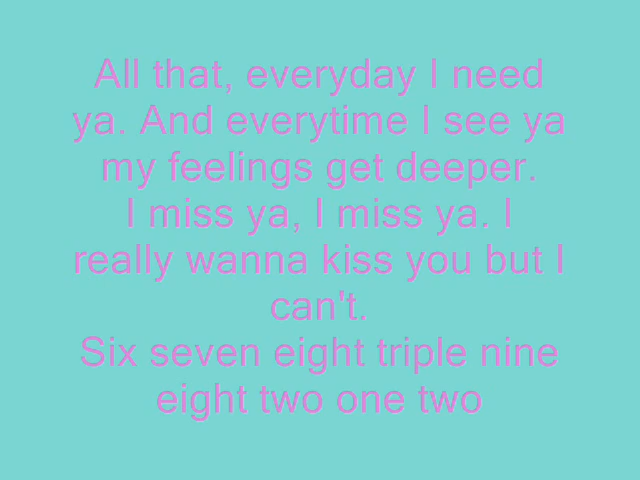 All that, everyday I need
ya. And everytime I see ya
my feelings get deeper.
I miss ya, I miss ya. I
really wanna kiss you but I
can't.
Six seven eight triple nine
eight two one two